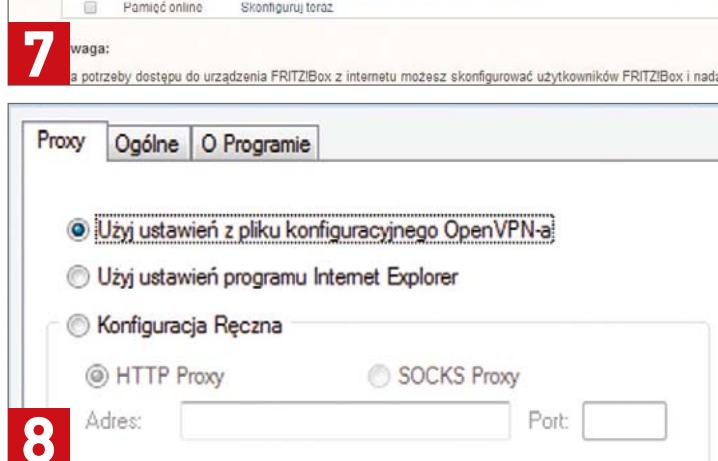 Pamięć online Skonfiguruj teraz
7
waga:
a potrzeby dostępu do urządzenia FRITZ!Box z internetu możesz skonfigurować użytkowników FRITZ!Box i nada
Proxy Ogólne O Programie
Użyj ustawień z pliku konfiguracyjnego OpenVPN-a
Użyj ustawień programu Internet Explorer
Konfiguracja Ręczna
HTTP Proxy SOCKS Proxy
Adres: Port:
8